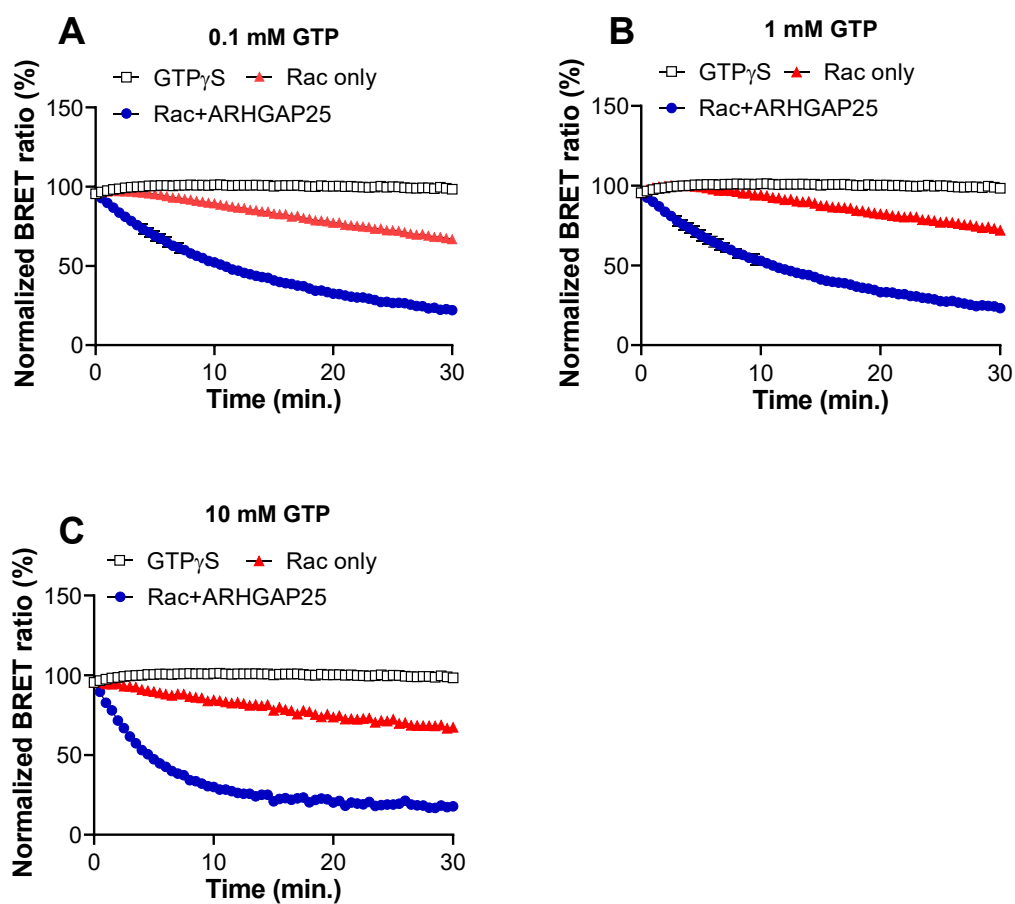 A
0.1 mM GTP
GTPγS Rac only
Rac+ARHGAP25
Normalized BRET ratio (%)
150
100
50
0
0 10 20 30
Time (min.)
B
1 mM GTP
GTPγS Rac only
Rac+ARHGAP25
Normalized BRET ratio (%)
150
100
50
0
0 10 20 30
Time (min.)
C
10 mM GTP
GTPγS Rac only
Rac+ARHGAP25
Normalized BRET ratio (%)
150
100
50
0
0 10 20 30
Time (min.)